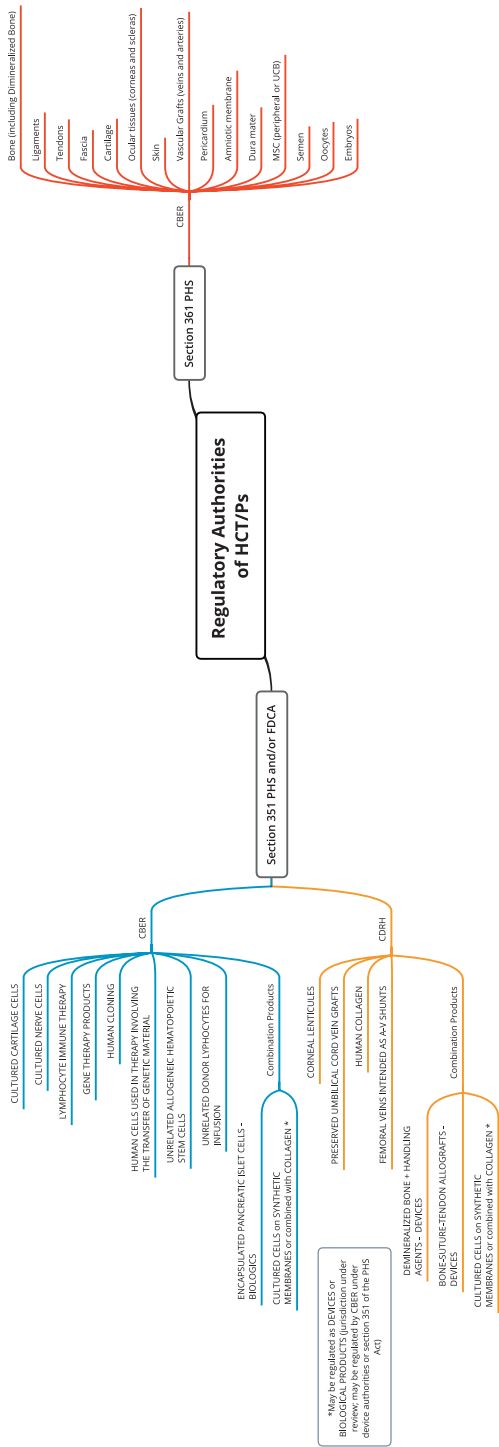 Regulatory Authorities
of HCT/Ps
Section 361 PHS
CBER
Bone (including Dimineralized Bone)
Ligaments
Tendons
Fascia
Cartilage
Ocular tissues (corneas and scleras)
Skin
Vascular Grafts (veins and arteries)
Pericardium
Amniotic membrane
Dura mater
MSC (peripheral or UCB)
Semen
Oocytes
Embryos
Section 351 PHS and/or FDCA
CBER
CULTURED CARTILAGE CELLS
CULTURED NERVE CELLS
LYMPHOCYTE IMMUNE THERAPY
GENE THERAPY PRODUCTS
HUMAN CLONING
HUMAN CELLS USED IN THERAPY INVOLVING
THE TRANSFER OF GENETIC MATERIAL
UNRELATED ALLOGENEIC HEMATOPOIETIC
STEM CELLS
UNRELATED DONOR LYMPHOCYTES FOR
INFUSION
Combination Products
ENCAPSULATED PANCREATIC ISLET CELLS -
BIOLOGICS
CULTURED CELLS on SYNTHETIC
MEMBRANES or combined with COLLAGEN *
CDRH
CORNEAL LENTICULES
PRESERVED UMBILICAL CORD VEIN GRAFTS
HUMAN COLLAGEN
FEMORAL VEINS INTENDED AS A-V SHUNTS
Combination Products
DEMINERALIZED BONE + HANDLING
AGENTS - DEVICES
BONE-SUTURE-TENDON ALLOGRAFTS -
DEVICES
CULTURED CELLS on SYNTHETIC
MEMBRANES or combined with COLLAGEN *
*May be regulated as DEVICES or
BIOLOGICAL PRODUCTS (jurisdiction under
review; may be regulated by CBER under
device authorities or section 351 of the PHS
Act)